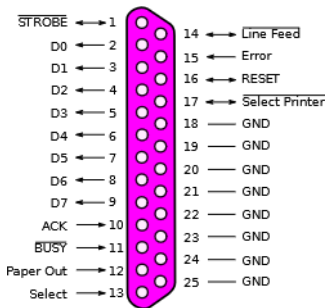 STROBE 1
D0 2
D1 3
D2 4
D3 5
D4 6
D5 7
D6 8
D7 9
ACK 10
BUSY 11
Paper Out 12
Select 13
14 Line Feed
15 Error
16 RESET
17 Select Printer
18 GND
19 GND
20 GND
21 GND
22 GND
23 GND
24 GND
25 GND